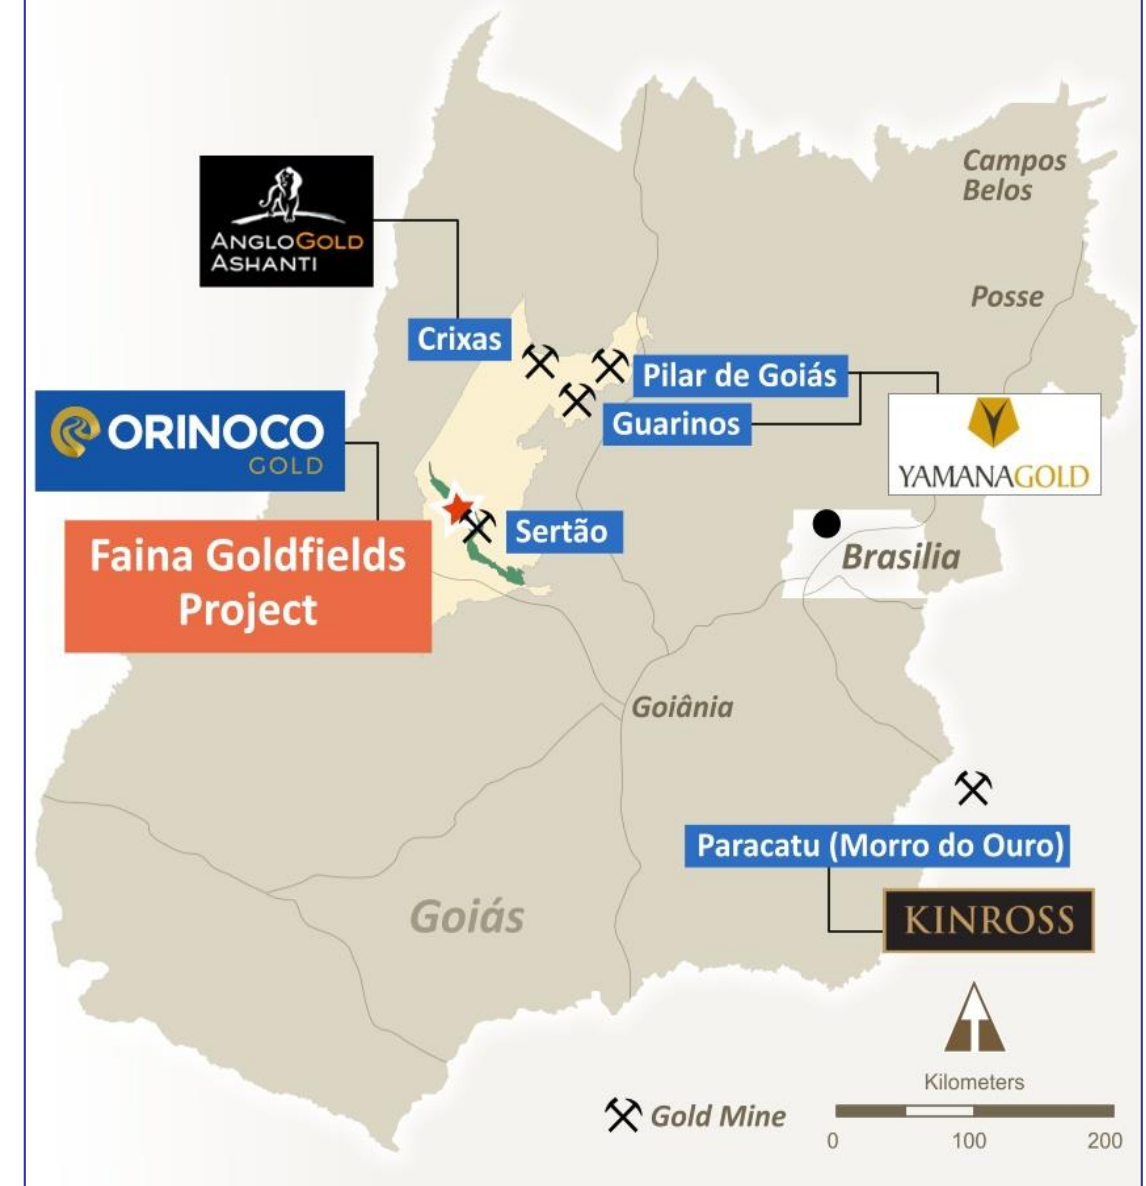 Campos
Belos
ANGLOGOLD
ASHANTI
Posse
Crixas
Pilar de Goiás
Guarinos
ORINOCO
GOLD
YAMANAGOLD
Sertão
Faina Goldfields
Project
Brasilia
Goiânia
Paracatu (Morro do Ouro)
Goiás
KINROSS
Kilometers
Gold Mine
0 100 200